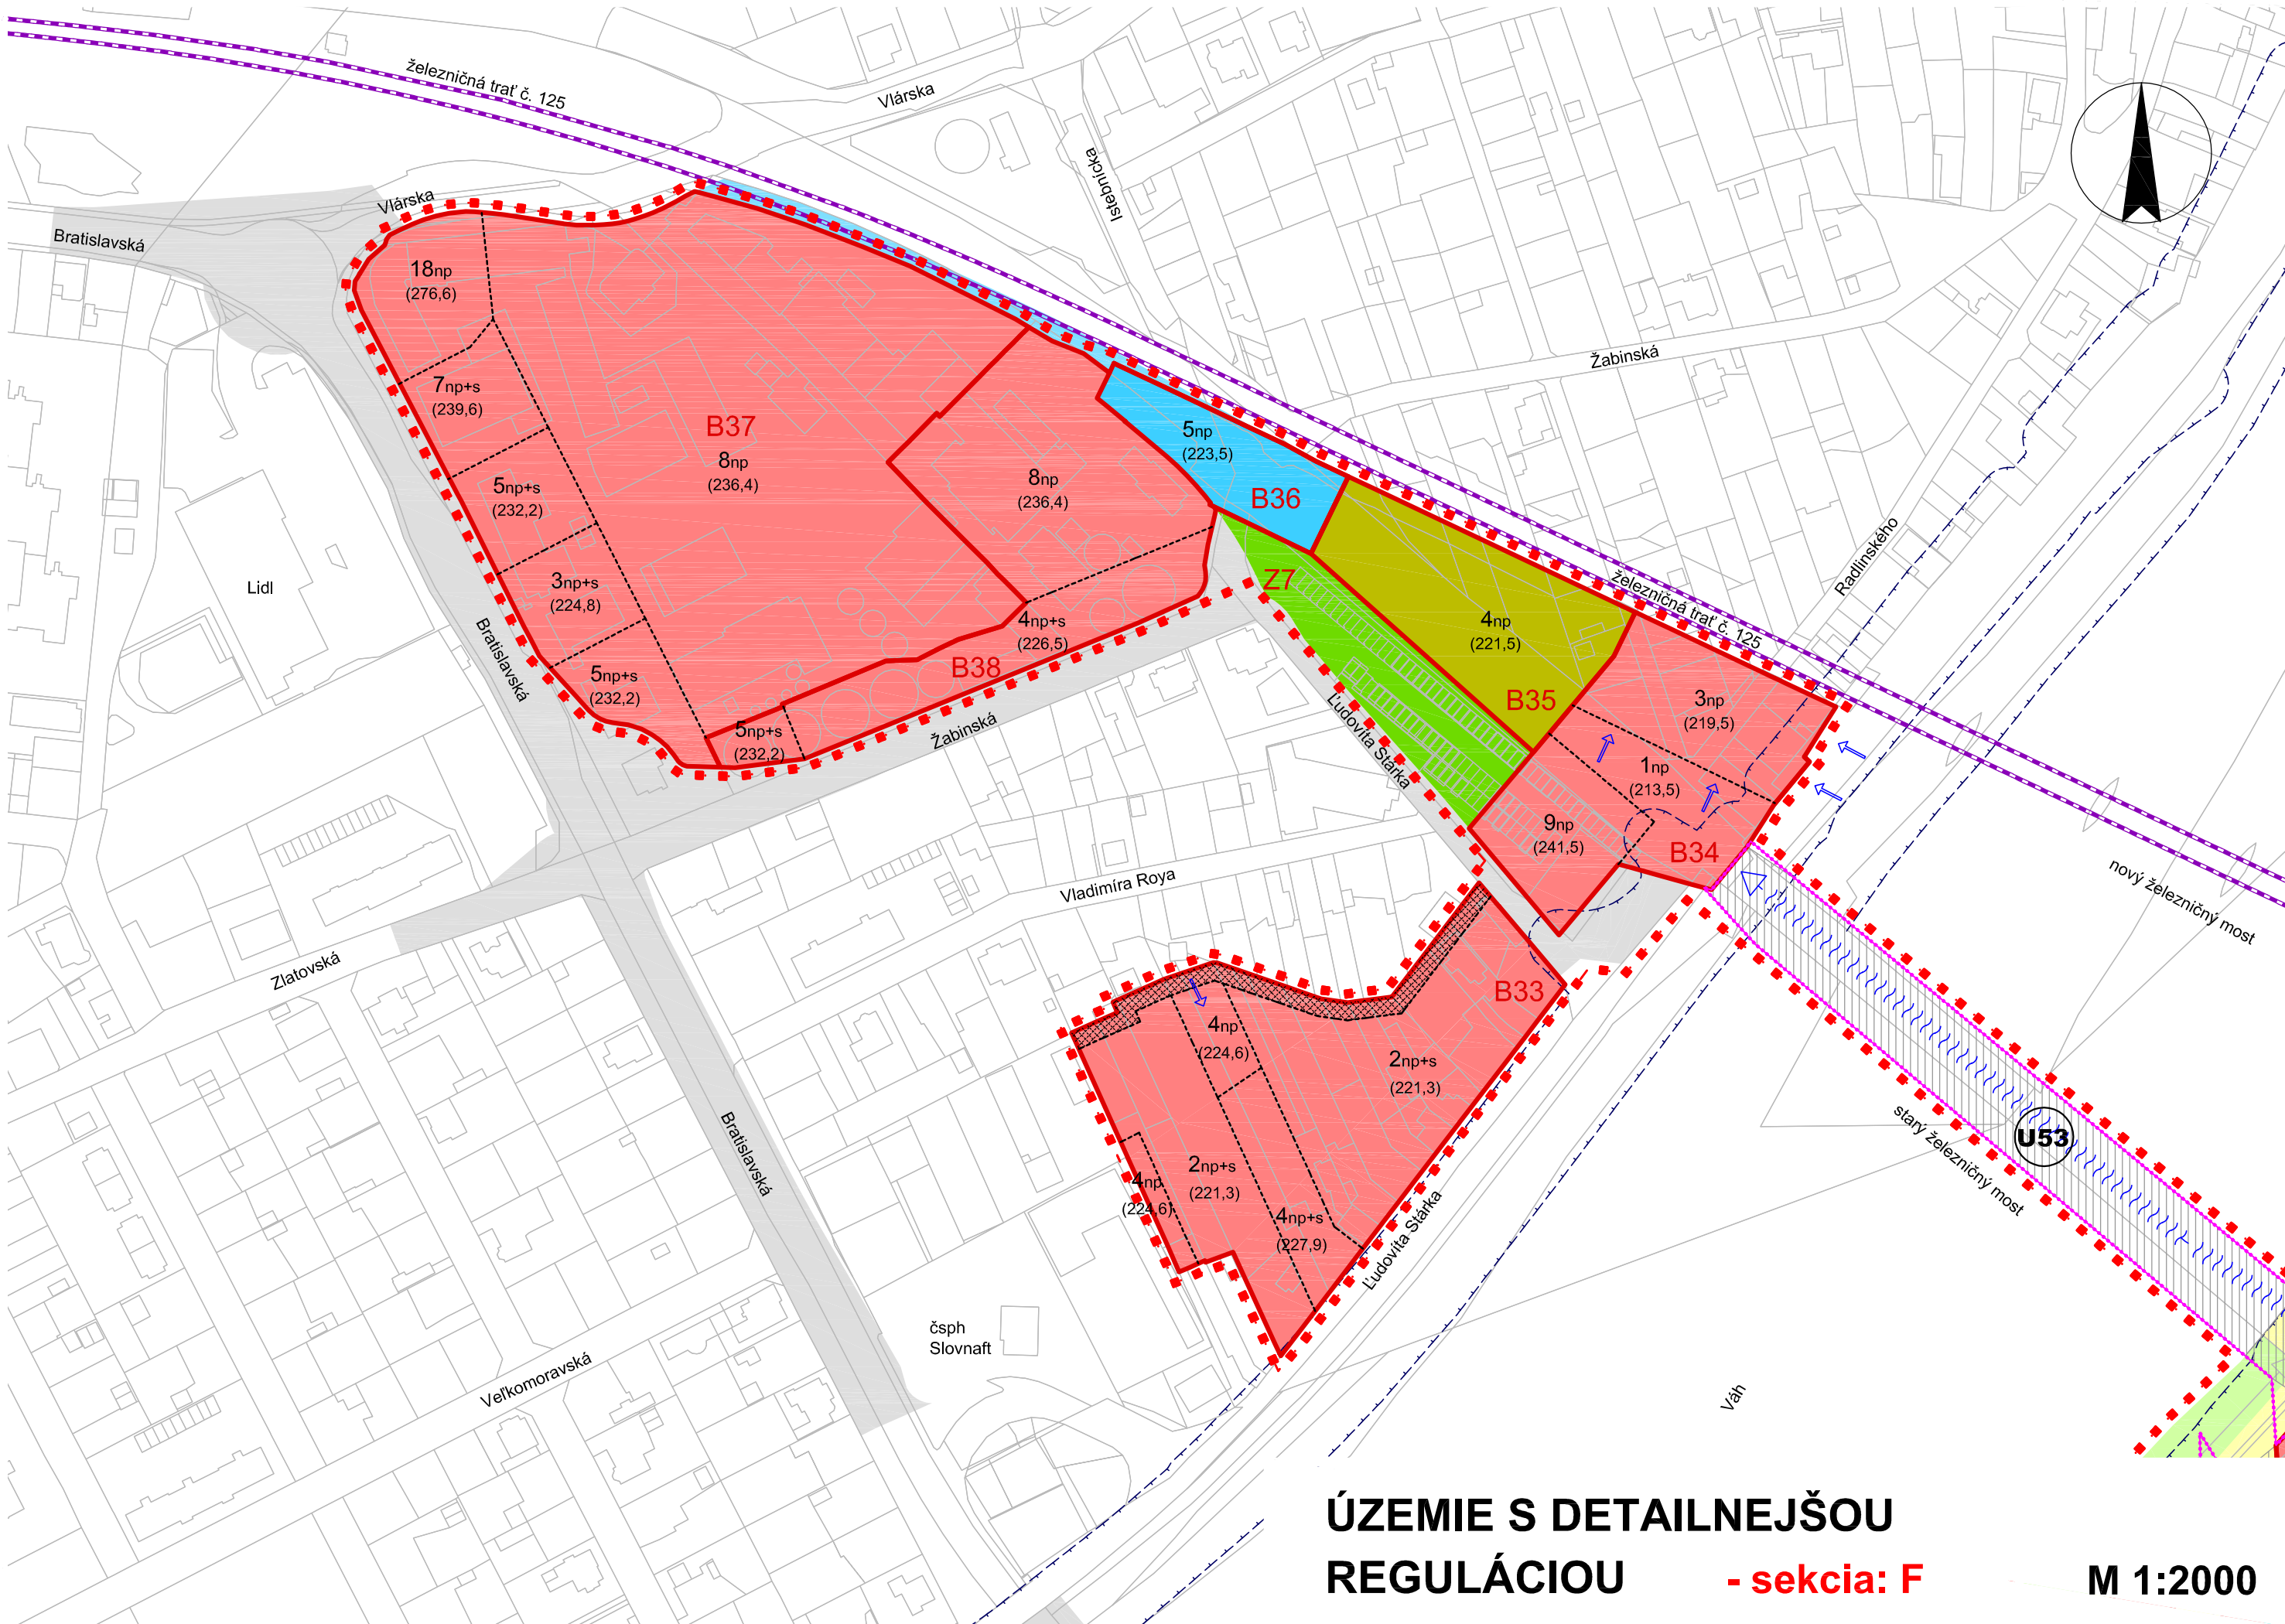 železničná trať č. 125
Vlárska
Istebnícka
Vlárska
Bratislavská
18np
(276,6)
Žabinská
7np+s
(239,6)
B37
8np
(236,4)
5np
(223,5)
8np
(236,4)
B36
5np+s
(232,2)
Radlinského
Lidl
3np+s
(224,8)
Z7
železničná trať č. 125
4np
(221,5)
Bratislavská
4np+s
(226,5)
B38
5np+s
(232,2)
B35
3np
(219,5)
5np+s
(232,2)
Žabinská
Ľudovíta Stárka
1np
(213,5)
9np
(241,5)
B34
Vladimíra Roya
nový železničný most
Zlatovská
B33
4np
(224,6)
2np+s
(221,3)
Bratislavská
starý železničný most
U53
2np+s
(221,3)
4np
(224,6)
4np+s
(227,9)
Ľudovíta Stárka
čsph
Slovnaft
Veľkomoravská
Váh
ÚZEMIE S DETAILNEJŠOU
REGULÁCIOU - sekcia: F M 1:2000